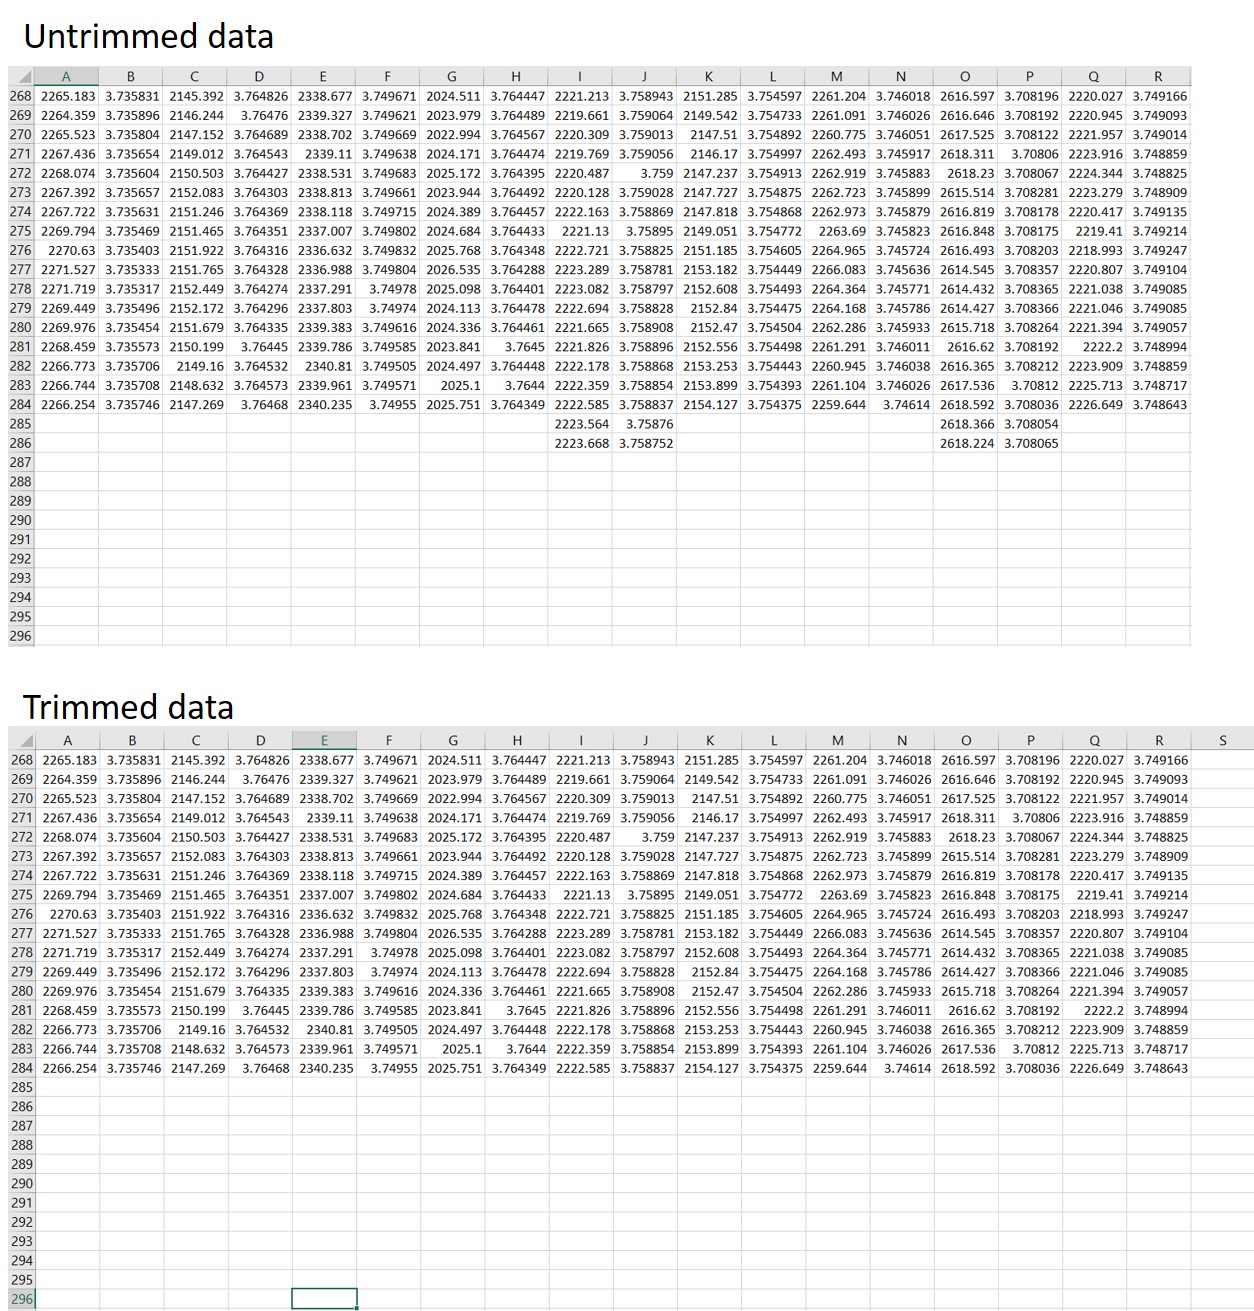 Untrimmed data
A B C D E F G H I J K L M N O P Q R
268 2265.183 3.735831 2145.392 3.764826 2338.677 3.749671 2024.511 3.764447 2221.213 3.758943 2151.285 3.754597 2261.204 3.746018 2616.597 3.708196 2220.027 3.749166
269 2264.359 3.735896 2146.244 3.76476 2339.327 3.749621 2023.979 3.764489 2219.661 3.759064 2149.542 3.754733 2261.091 3.746026 2616.646 3.708192 2220.945 3.749093
270 2265.523 3.735804 2147.152 3.764689 2338.702 3.749669 2022.994 3.764567 2220.309 3.759013 2147.51 3.754892 2260.775 3.746051 2617.525 3.708122 2221.957 3.749014
271 2267.436 3.735654 2149.012 3.764543 2339.11 3.749638 2024.171 3.764474 2219.769 3.759056 2146.17 3.754997 2262.493 3.745917 2618.311 3.70806 2223.916 3.748859
272 2268.074 3.735604 2150.503 3.764427 2338.531 3.749683 2025.172 3.764395 2220.487 3.759 2147.237 3.754913 2262.919 3.745883 2618.23 3.708067 2224.344 3.748825
273 2267.392 3.735657 2152.083 3.764303 2338.813 3.749661 2023.944 3.764492 2220.128 3.759028 2147.727 3.754875 2262.723 3.745899 2615.514 3.708281 2223.279 3.748909
274 2267.722 3.735631 2151.246 3.764369 2338.118 3.749715 2024.389 3.764457 2222.163 3.758869 2147.818 3.754868 2262.973 3.745879 2616.819 3.708178 2220.417 3.749135
275 2269.794 3.735469 2151.465 3.764351 2337.007 3.749802 2024.684 3.764433 2221.13 3.75895 2149.051 3.754772 2263.69 3.745823 2616.848 3.708175 2219.41 3.749214
276 2270.63 3.735403 2151.922 3.764316 2336.632 3.749832 2025.768 3.764348 2222.721 3.758825 2151.185 3.754605 2264.965 3.745724 2616.493 3.708203 2218.993 3.749247
277 2271.527 3.735333 2151.765 3.764328 2336.988 3.749804 2026.535 3.764288 2223.289 3.758781 2153.182 3.754449 2266.083 3.745636 2614.545 3.708357 2220.807 3.749104
278 2271.719 3.735317 2152.449 3.764274 2337.291 3.74978 2025.098 3.764401 2223.082 3.758797 2152.608 3.754493 2264.364 3.745771 2614.432 3.708365 2221.038 3.749085
279 2269.449 3.735496 2152.172 3.764296 2337.803 3.74974 2024.113 3.764478 2222.694 3.758828 2152.84 3.754475 2264.168 3.745786 2614.427 3.708366 2221.046 3.749085
280 2269.976 3.735454 2151.679 3.764335 2339.383 3.749616 2024.336 3.764461 2221.665 3.758908 2152.47 3.754504 2262.286 3.745933 2615.718 3.708264 2221.394 3.749057
281 2268.459 3.735573 2150.199 3.76445 2339.786 3.749585 2023.841 3.7645 2221.826 3.758896 2152.556 3.754498 2261.291 3.746011 2616.62 3.708192 2222.2 3.748994
282 2266.773 3.735706 2149.16 3.764532 2340.81 3.749505 2024.497 3.764448 2222.178 3.758868 2153.253 3.754443 2260.945 3.746038 2616.365 3.708212 2223.909 3.748859
283 2266.744 3.735708 2148.632 3.764573 2339.961 3.749571 2025.1 3.7644 2222.359 3.758854 2153.899 3.754393 2261.104 3.746026 2617.536 3.70812 2225.713 3.748717
284 2266.254 3.735746 2147.269 3.76468 2340.235 3.74955 2025.751 3.764349 2222.585 3.758837 2154.127 3.754375 2259.644 3.74614 2618.592 3.708036 2226.649 3.748643
285 2223.564 3.75876 2618.366 3.708054
286 2223.668 3.758752 2618.224 3.708065
287
288
289
290
291
292
293
294
295
296
Trimmed data
A B C D E F G H I J K L M N O P Q R S
268 2265.183 3.735831 2145.392 3.764826 2338.677 3.749671 2024.511 3.764447 2221.213 3.758943 2151.285 3.754597 2261.204 3.746018 2616.597 3.708196 2220.027 3.749166
269 2264.359 3.735896 2146.244 3.76476 2339.327 3.749621 2023.979 3.764489 2219.661 3.759064 2149.542 3.754733 2261.091 3.746026 2616.646 3.708192 2220.945 3.749093
270 2265.523 3.735804 2147.152 3.764689 2338.702 3.749669 2022.994 3.764567 2220.309 3.759013 2147.51 3.754892 2260.775 3.746051 2617.525 3.708122 2221.957 3.749014
271 2267.436 3.735654 2149.012 3.764543 2339.11 3.749638 2024.171 3.764474 2219.769 3.759056 2146.17 3.754997 2262.493 3.745917 2618.311 3.70806 2223.916 3.748859
272 2268.074 3.735604 2150.503 3.764427 2338.531 3.749683 2025.172 3.764395 2220.487 3.759 2147.237 3.754913 2262.919 3.745883 2618.23 3.708067 2224.344 3.748825
273 2267.392 3.735657 2152.083 3.764303 2338.813 3.749661 2023.944 3.764492 2220.128 3.759028 2147.727 3.754875 2262.723 3.745899 2615.514 3.708281 2223.279 3.748909
274 2267.722 3.735631 2151.246 3.764369 2338.118 3.749715 2024.389 3.764457 2222.163 3.758869 2147.818 3.754868 2262.973 3.745879 2616.819 3.708178 2220.417 3.749135
275 2269.794 3.735469 2151.465 3.764351 2337.007 3.749802 2024.684 3.764433 2221.13 3.75895 2149.051 3.754772 2263.69 3.745823 2616.848 3.708175 2219.41 3.749214
276 2270.63 3.735403 2151.922 3.764316 2336.632 3.749832 2025.768 3.764348 2222.721 3.758825 2151.185 3.754605 2264.965 3.745724 2616.493 3.708203 2218.993 3.749247
277 2271.527 3.735333 2151.765 3.764328 2336.988 3.749804 2026.535 3.764288 2223.289 3.758781 2153.182 3.754449 2266.083 3.745636 2614.545 3.708357 2220.807 3.749104
278 2271.719 3.735317 2152.449 3.764274 2337.291 3.74978 2025.098 3.764401 2223.082 3.758797 2152.608 3.754493 2264.364 3.745771 2614.432 3.708365 2221.038 3.749085
279 2269.449 3.735496 2152.172 3.764296 2337.803 3.74974 2024.113 3.764478 2222.694 3.758828 2152.84 3.754475 2264.168 3.745786 2614.427 3.708366 2221.046 3.749085
280 2269.976 3.735454 2151.679 3.764335 2339.383 3.749616 2024.336 3.764461 2221.665 3.758908 2152.47 3.754504 2262.286 3.745933 2615.718 3.708264 2221.394 3.749057
281 2268.459 3.735573 2150.199 3.76445 2339.786 3.749585 2023.841 3.7645 2221.826 3.758896 2152.556 3.754498 2261.291 3.746011 2616.62 3.708192 2222.2 3.748994
282 2266.773 3.735706 2149.16 3.764532 2340.81 3.749505 2024.497 3.764448 2222.178 3.758868 2153.253 3.754443 2260.945 3.746038 2616.365 3.708212 2223.909 3.748859
283 2266.744 3.735708 2148.632 3.764573 2339.961 3.749571 2025.1 3.7644 2222.359 3.758854 2153.899 3.754393 2261.104 3.746026 2617.536 3.70812 2225.713 3.748717
284 2266.254 3.735746 2147.269 3.76468 2340.235 3.74955 2025.751 3.764349 2222.585 3.758837 2154.127 3.754375 2259.644 3.74614 2618.592 3.708036 2226.649 3.748643
285
286
287
288
289
290
291
292
293
294
295
296